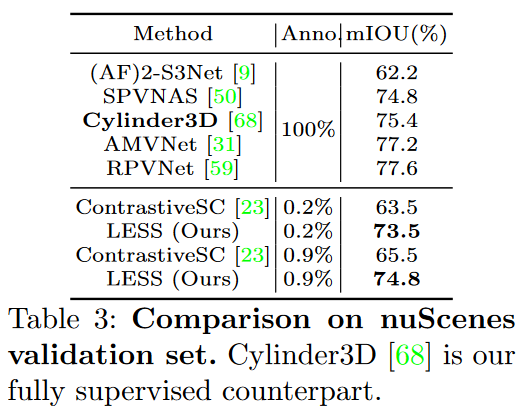 Method Anno. mIOU(%)
(AF)2-S3Net [9] 62.2
SPVNAS [50] 74.8
Cylinder3D [68] 100% 75.4
AMVNet [31] 77.2
RPVNet [59] 77.6
ContrastiveSC [23] 0.2% 63.5
LESS (Ours) 0.2% 73.5
ContrastiveSC [23] 0.9% 65.5
LESS (Ours) 0.9% 74.8
Table 3: Comparison on nuScenes
validation set. Cylinder3D [68] is our
fully supervised counterpart.